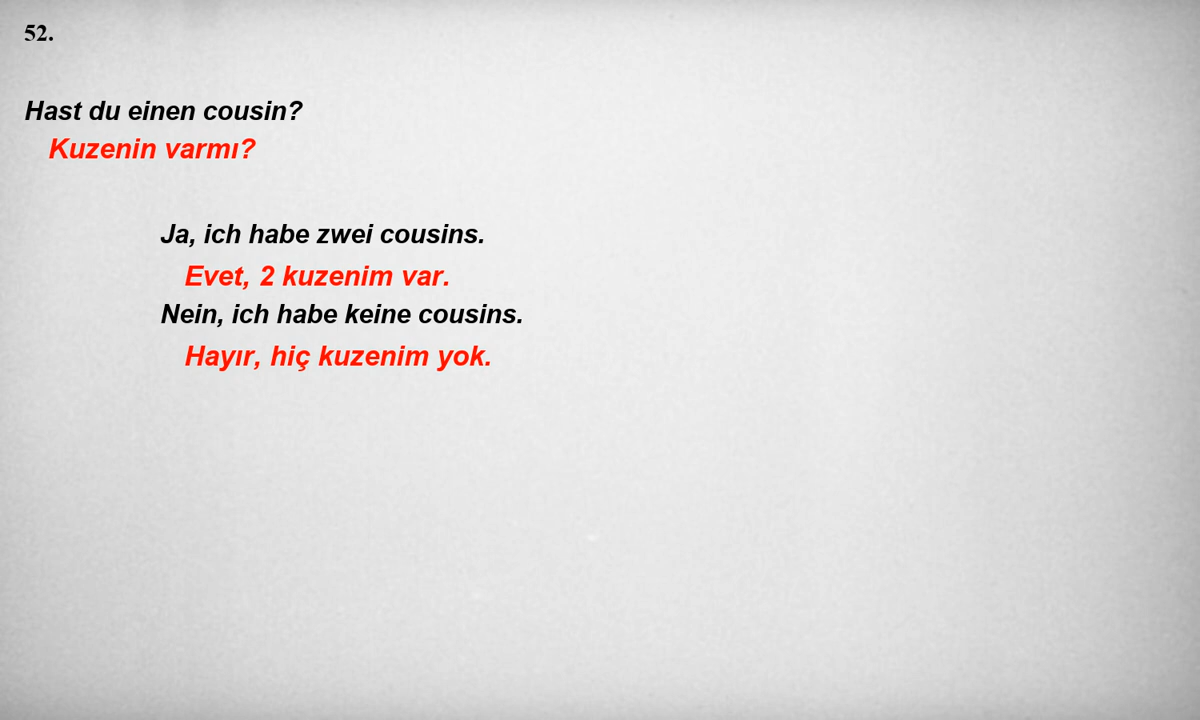 52.
Hast du einen cousin?
Kuzenin varmı?
Ja, ich habe zwei cousins.
Evet, 2 kuzenim var.
Nein, ich habe keine cousins.
Hayır, hiç kuzenim yok.